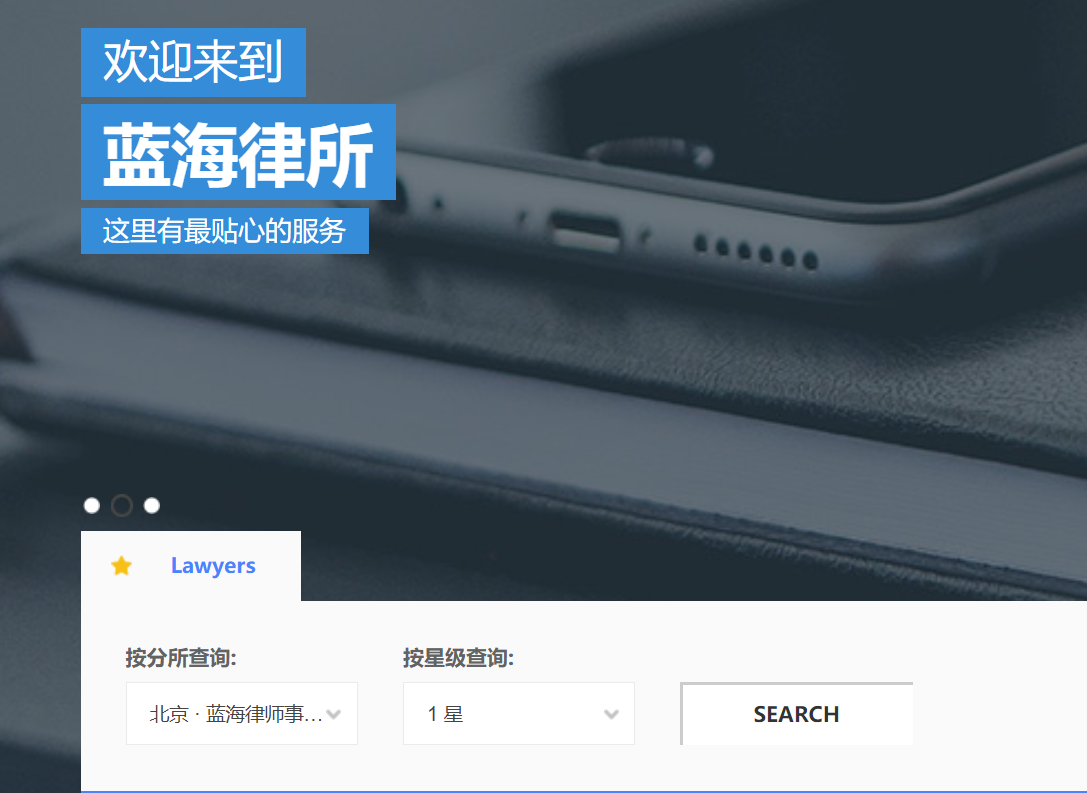 欢迎来到
蓝海律所
这里有最贴心的服务
Lawyers
按分所查询:
按星级查询:
北京 · 蓝海律师事…
1 星
SEARCH